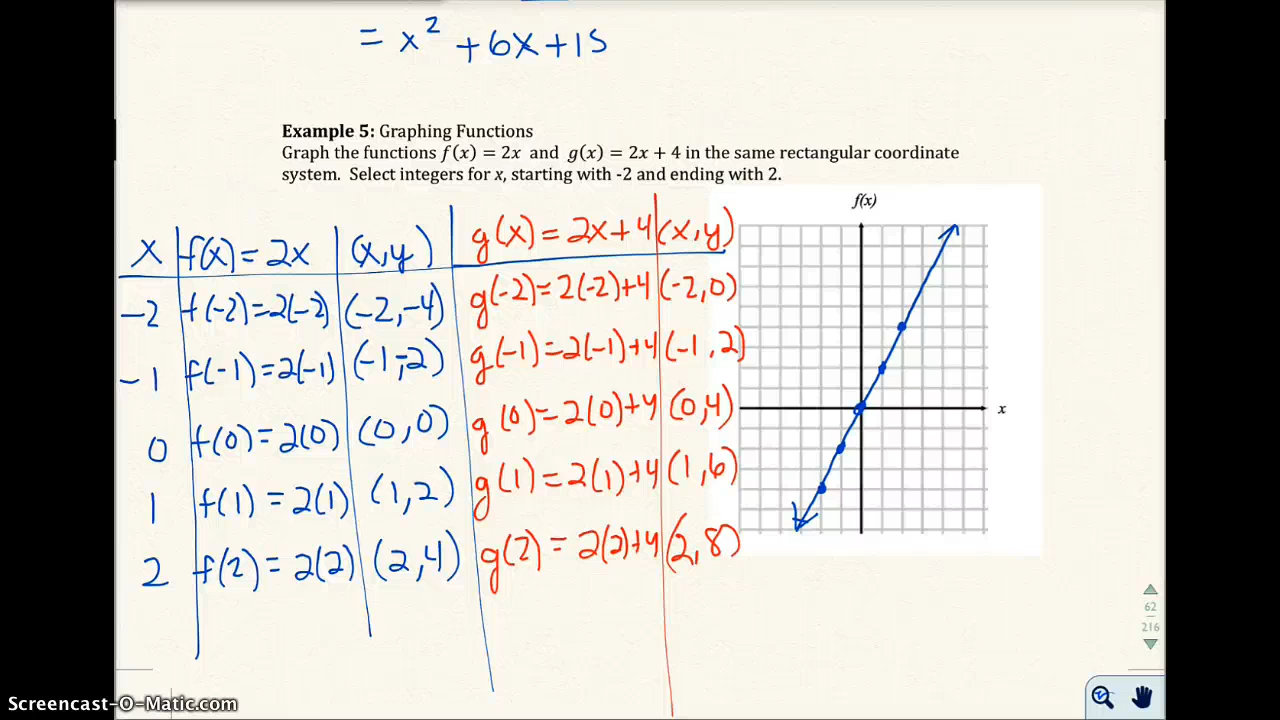 = x² + 6x + 15
Example 5: Graphing Functions
Graph the functions f(x) = 2x and g(x) = 2x + 4 in the same rectangular coordinate
system. Select integers for x, starting with -2 and ending with 2.
f(x)
x f(x) = 2x (x,y) g(x) = 2x+4 (x,y)
-2 f(-2)=2(-2) (-2,-4) g(-2)=2(-2)+4 (-2,0)
-1 f(-1)=2(-1) (-1,-2) g(-1)=2(-1)+4 (-1,2)
x
0 f(0)=2(0) (0,0) g(0)=2(0)+4 (0,4)
1 f(1)=2(1) (1,2) g(1)=2(1)+4 (1,6)
2 f(2)=2(2) (2,4) g(2)=2(2)+4 (2,8)
62
216
Screencast-O-Matic.com